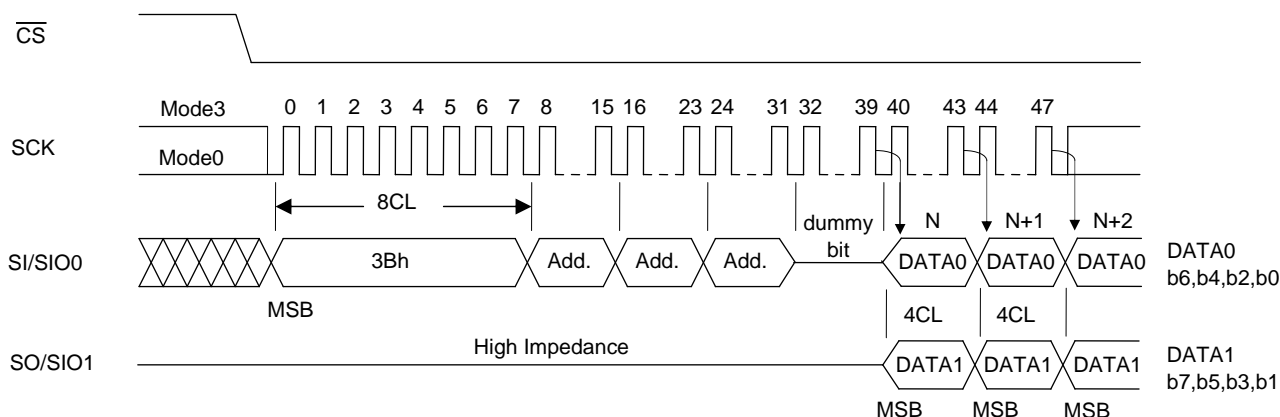 CS
Mode3
0 1 2 3 4 5 6 7 8 15 16 23 24 31 32 39 40 43 44 47
SCK
Mode0
8CL
dummy bit
N N+1 N+2
SI/SIO0
3Bh Add. Add. Add. DATA0 DATA0 DATA0
DATA0
b6,b4,b2,b0
MSB
4CL 4CL
High Impedance
SO/SIO1
DATA1 DATA1 DATA1
DATA1
b7,b5,b3,b1
MSB MSB MSB